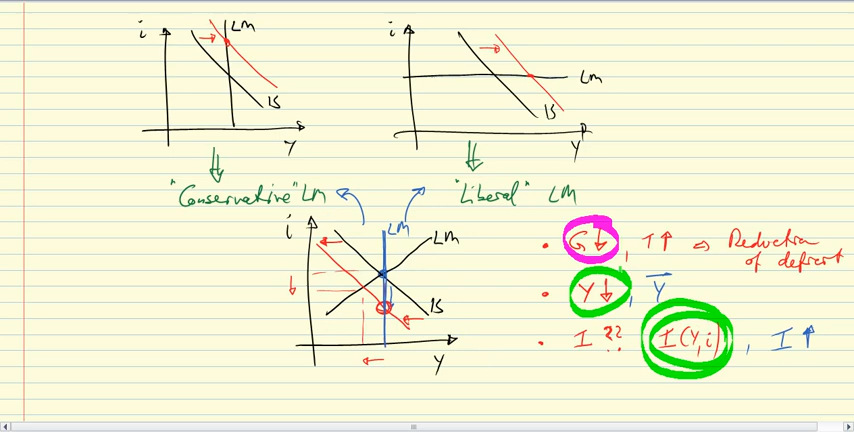 i LM
IS
Y
i
LM
IS
Y
"Conservative" LM
"Liberal" LM
i LM LM
IS
Y
• G↓, T↑ ⇔ Reduction
of deficit
• Y↓, Y̅
• I ?? I(Y,i), I↑